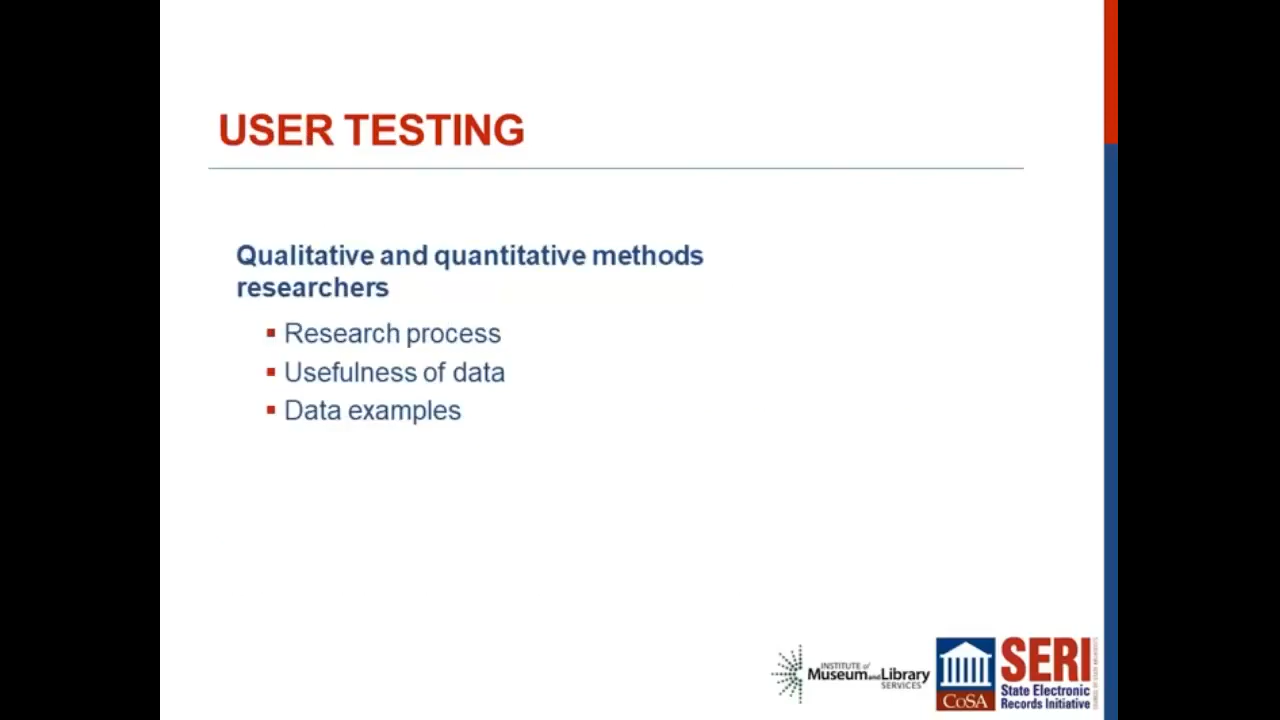 USER TESTING
Qualitative and quantitative methods
researchers
Research process
Usefulness of data
Data examples
INSTITUTE of
Museum and Library
SERVICES
CoSA
SERI
State Electronic
Records Initiative